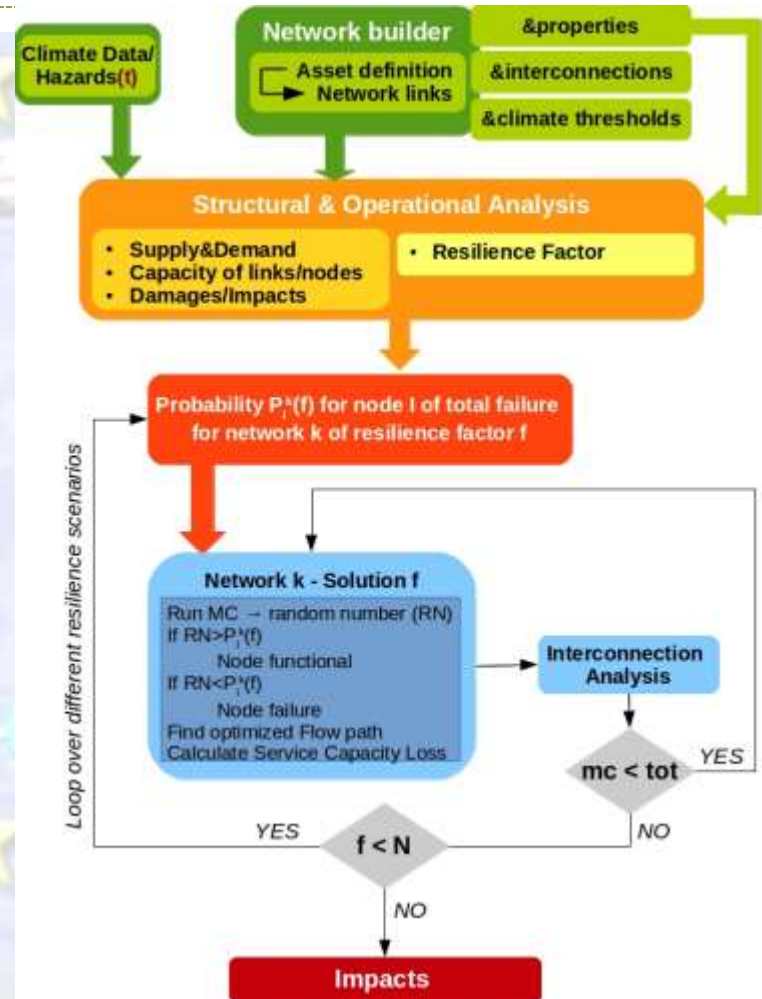 Climate Data/
Hazards(t)
Network builder
Asset definition
Network links
&properties
&interconnections
&climate thresholds
Structural & Operational Analysis
• Supply&Demand
• Capacity of links/nodes
• Damages/Impacts
• Resilience Factor
Probability Pᵢᵏ(f) for node I of total failure
for network k of resilience factor f
Loop over different resilience scenarios
Network k - Solution f
Run MC → random number (RN)
If RN>Pᵢᵏ(f)
Node functional
If RN<Pᵢᵏ(f)
Node failure
Find optimized Flow path
Calculate Service Capacity Loss
Interconnection
Analysis
mc < tot
YES
NO
f < N
YES
NO
Impacts